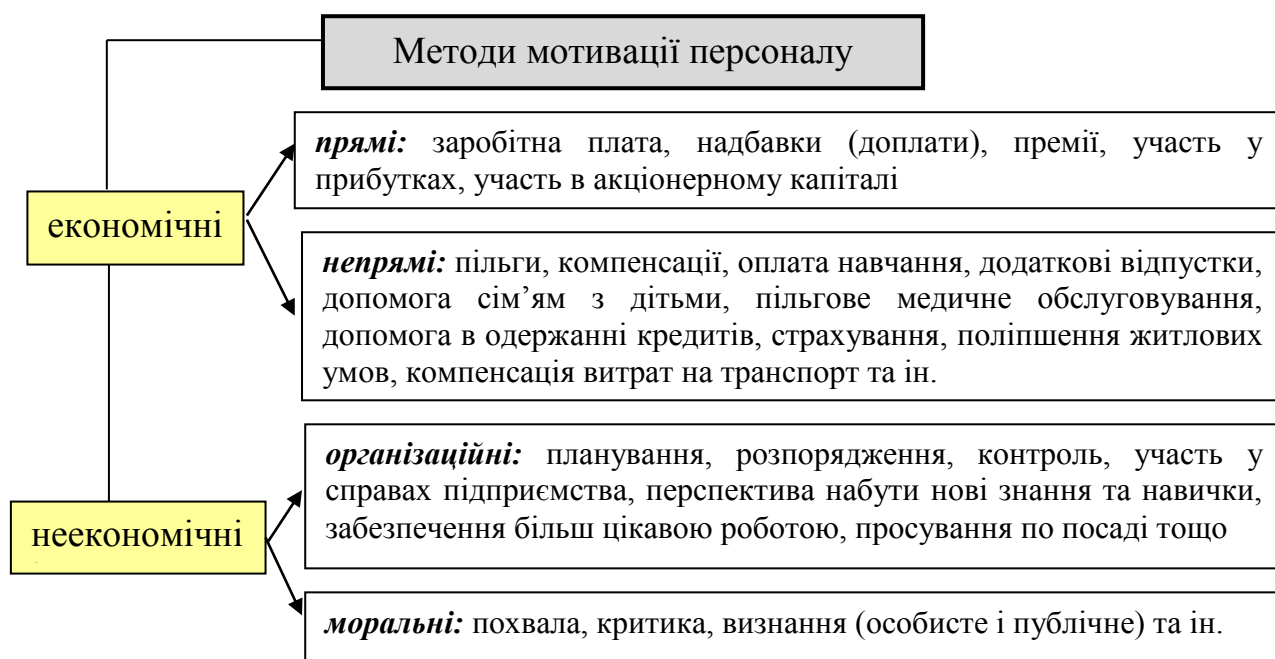 Методи мотивації персоналу
прямі: заробітна плата, надбавки (доплати), премії, участь у
прибутках, участь в акціонерному капіталі
економічні
непрямі: пільги, компенсації, оплата навчання, додаткові відпустки,
допомога сім’ям з дітьми, пільгове медичне обслуговування,
допомога в одержанні кредитів, страхування, поліпшення житлових
умов, компенсація витрат на транспорт та ін.
організаційні: планування, розпорядження, контроль, участь у
справах підприємства, перспектива набути нові знання та навички,
забезпечення більш цікавою роботою, просування по посаді тощо
неекономічні
моральні: похвала, критика, визнання (особисте і публічне) та ін.